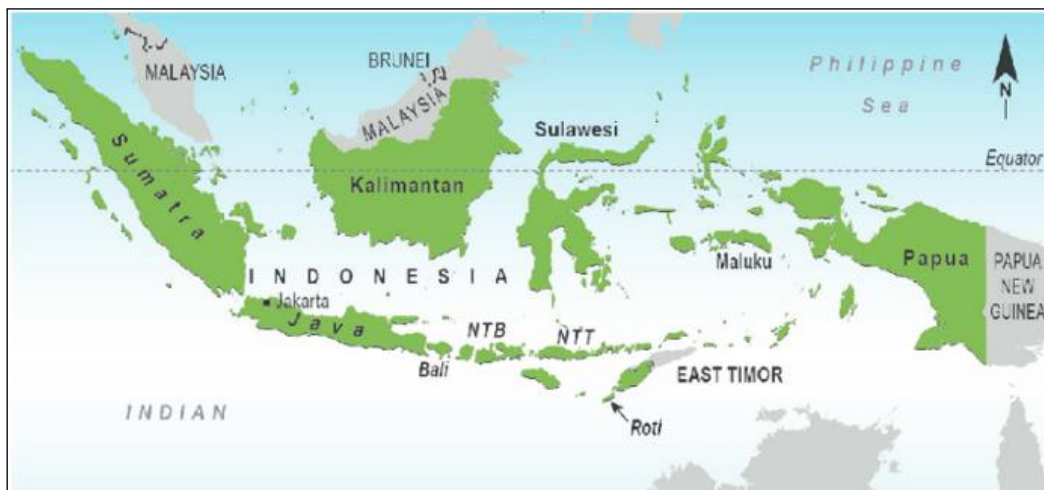 MALAYSIA
BRUNEI
MALAYSIA
Philippine
Sea
N
Sulawesi
Equator
Sumatra
Kalimantan
Maluku
Papua
PAPUA
NEW
GUINEA
INDONESIA
Jakarta
Java
NTB
NTT
Bali
EAST TIMOR
INDIAN
Roti